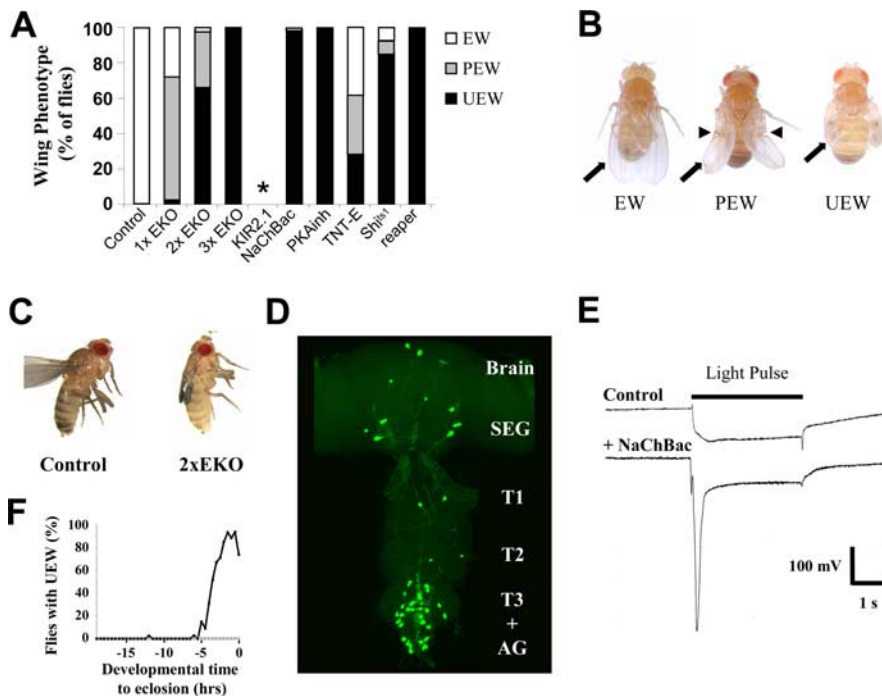 A
Wing Phenotype
(% of flies)
100
80
60
40
20
0
*
Control
1x EKO
2x EKO
3x EKO
KIR2.1
NaChBac
PKAinh
TNT-E
Shits1
reaper
EW
PEW
UEW
B
EW
PEW
UEW
C
Control
2xEKO
D
Brain
SEG
T1
T2
T3
+
AG
E
Light Pulse
Control
+ NaChBac
100 mV
1 s
F
Flies with UEW (%)
100
80
60
40
20
0
-15
-10
-5
0
Developmental time
to eclosion (hrs)